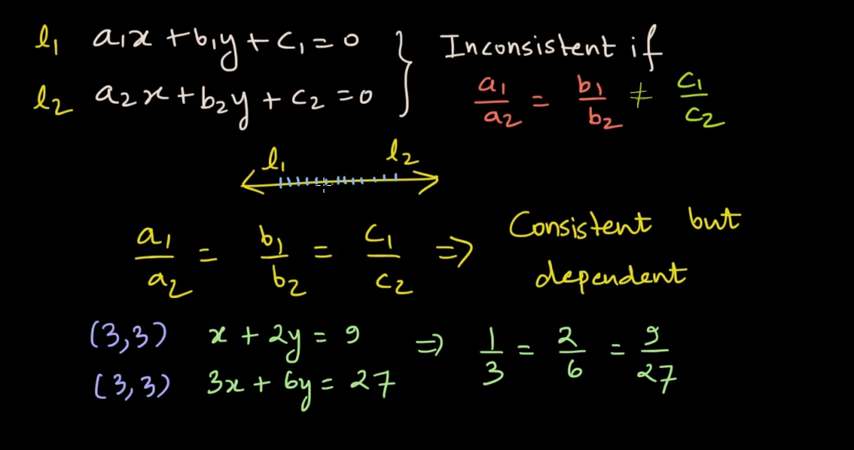 l₁ a₁x + b₁y + c₁ = 0
l₂ a₂x + b₂y + c₂ = 0
Inconsistent if
a₁/a₂ = b₁/b₂ ≠ c₁/c₂
l₁ l₂
a₁/a₂ = b₁/b₂ = c₁/c₂ ⇒ Consistent but
dependent
(3,3) x + 2y = 9 ⇒ 1/3 = 2/6 = 9/27
(3,3) 3x + 6y = 27